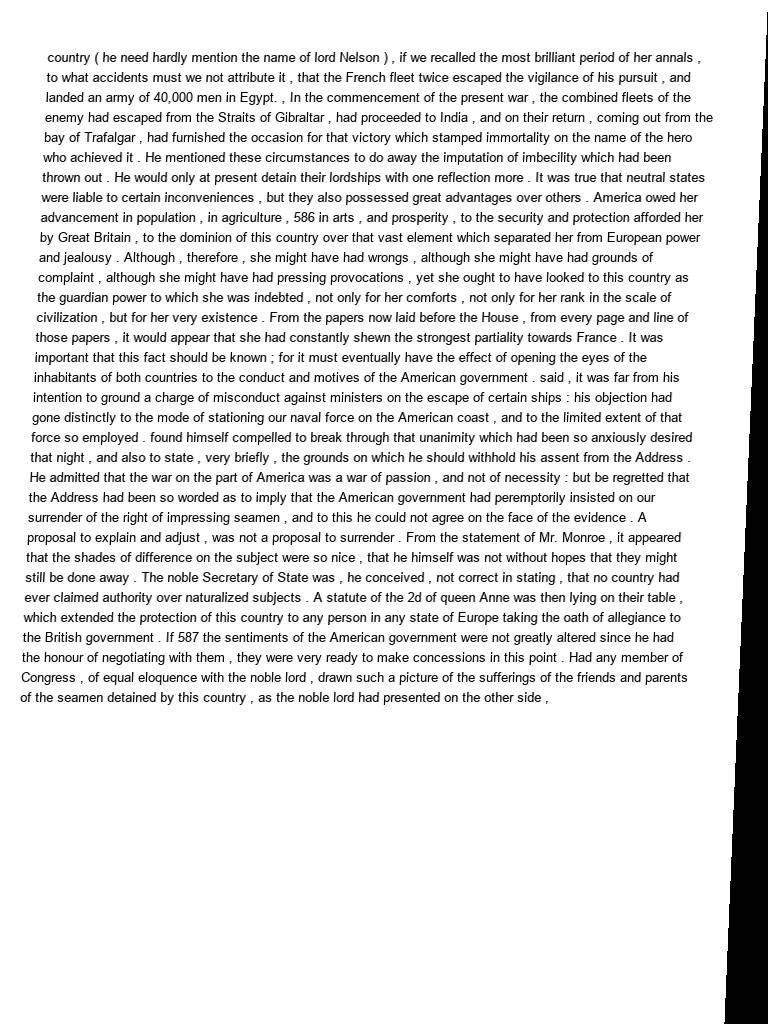 country ( he need hardly mention the name of lord Nelson ) , if we recalled the most brilliant period of her annals ,
to what accidents must we not attribute it , that the French fleet twice escaped the vigilance of his pursuit , and
landed an army of 40,000 men in Egypt. , In the commencement of the present war , the combined fleets of the
enemy had escaped from the Straits of Gibraltar , had proceeded to India , and on their return , coming out from the
bay of Trafalgar , had furnished the occasion for that victory which stamped immortality on the name of the hero
who achieved it . He mentioned these circumstances to do away the imputation of imbecility which had been
thrown out . He would only at present detain their lordships with one reflection more . It was true that neutral states
were liable to certain inconveniences , but they also possessed great advantages over others . America owed her
advancement in population , in agriculture , 586 in arts , and prosperity , to the security and protection afforded her
by Great Britain , to the dominion of this country over that vast element which separated her from European power
and jealousy . Although , therefore , she might have had wrongs , although she might have had grounds of
complaint , although she might have had pressing provocations , yet she ought to have looked to this country as
the guardian power to which she was indebted , not only for her comforts , not only for her rank in the scale of
civilization , but for her very existence . From the papers now laid before the House , from every page and line of
those papers , it would appear that she had constantly shewn the strongest partiality towards France . It was
important that this fact should be known ; for it must eventually have the effect of opening the eyes of the
inhabitants of both countries to the conduct and motives of the American government . said , it was far from his
intention to ground a charge of misconduct against ministers on the escape of certain ships : his objection had
gone distinctly to the mode of stationing our naval force on the American coast , and to the limited extent of that
force so employed . found himself compelled to break through that unanimity which had been so anxiously desired
that night , and also to state , very briefly , the grounds on which he should withhold his assent from the Address .
He admitted that the war on the part of America was a war of passion , and not of necessity : but be regretted that
the Address had been so worded as to imply that the American government had peremptorily insisted on our
surrender of the right of impressing seamen , and to this he could not agree on the face of the evidence . A
proposal to explain and adjust , was not a proposal to surrender . From the statement of Mr. Monroe , it appeared
that the shades of difference on the subject were so nice , that he himself was not without hopes that they might
still be done away . The noble Secretary of State was , he conceived , not correct in stating , that no country had
ever claimed authority over naturalized subjects . A statute of the 2d of queen Anne was then lying on their table ,
which extended the protection of this country to any person in any state of Europe taking the oath of allegiance to
the British government . If 587 the sentiments of the American government were not greatly altered since he had
the honour of negotiating with them , they were very ready to make concessions in this point . Had any member of
Congress , of equal eloquence with the noble lord , drawn such a picture of the sufferings of the friends and parents
of the seamen detained by this country , as the noble lord had presented on the other side ,